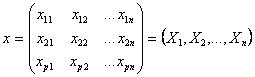 x = ( x₁₁ x₁₂ ...x₁ₙ
x₂₁ x₂₂ ...x₂ₙ
xₚ₁ xₚ₂ ...xₚₙ ) = (X₁, X₂, ..., Xₙ)